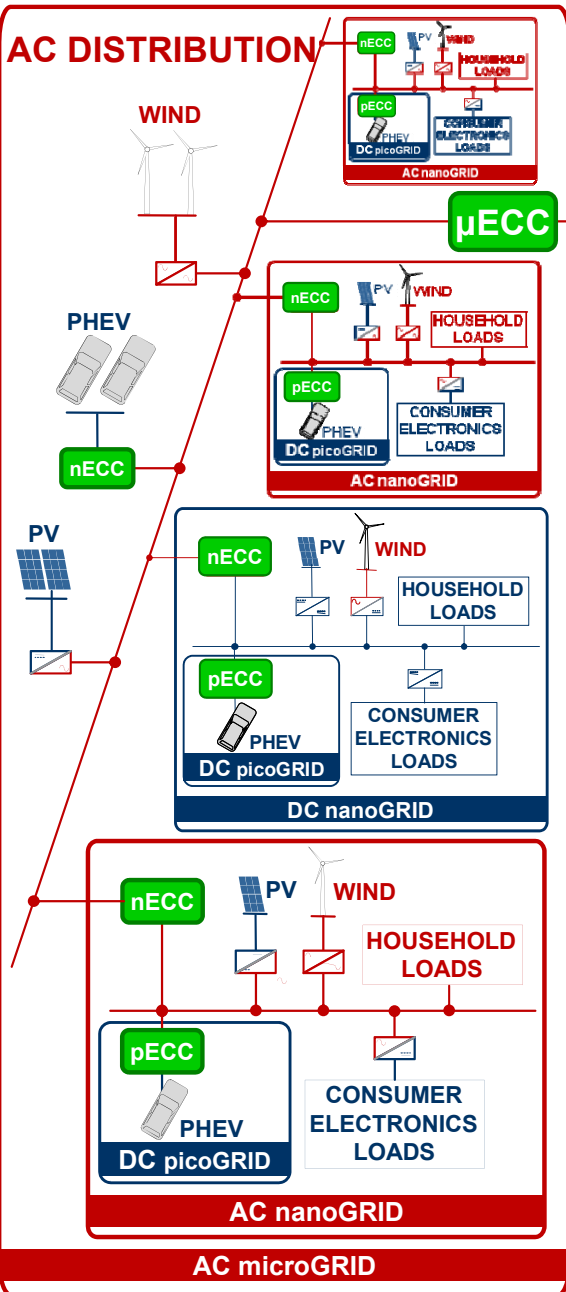 AC DISTRIBUTION
nECC
PV
WIND
HOUSEHOLD
LOADS
pECC
PHEV
DC picoGRID
CONSUMER
ELECTRONICS
LOADS
AC nanoGRID
WIND
µECC
nECC
PV
WIND
HOUSEHOLD
LOADS
pECC
PHEV
DC picoGRID
CONSUMER
ELECTRONICS
LOADS
AC nanoGRID
PHEV
nECC
PV
nECC
PV
WIND
HOUSEHOLD
LOADS
pECC
PHEV
DC picoGRID
CONSUMER
ELECTRONICS
LOADS
DC nanoGRID
nECC
PV
WIND
HOUSEHOLD
LOADS
pECC
PHEV
DC picoGRID
CONSUMER
ELECTRONICS
LOADS
AC nanoGRID
AC microGRID